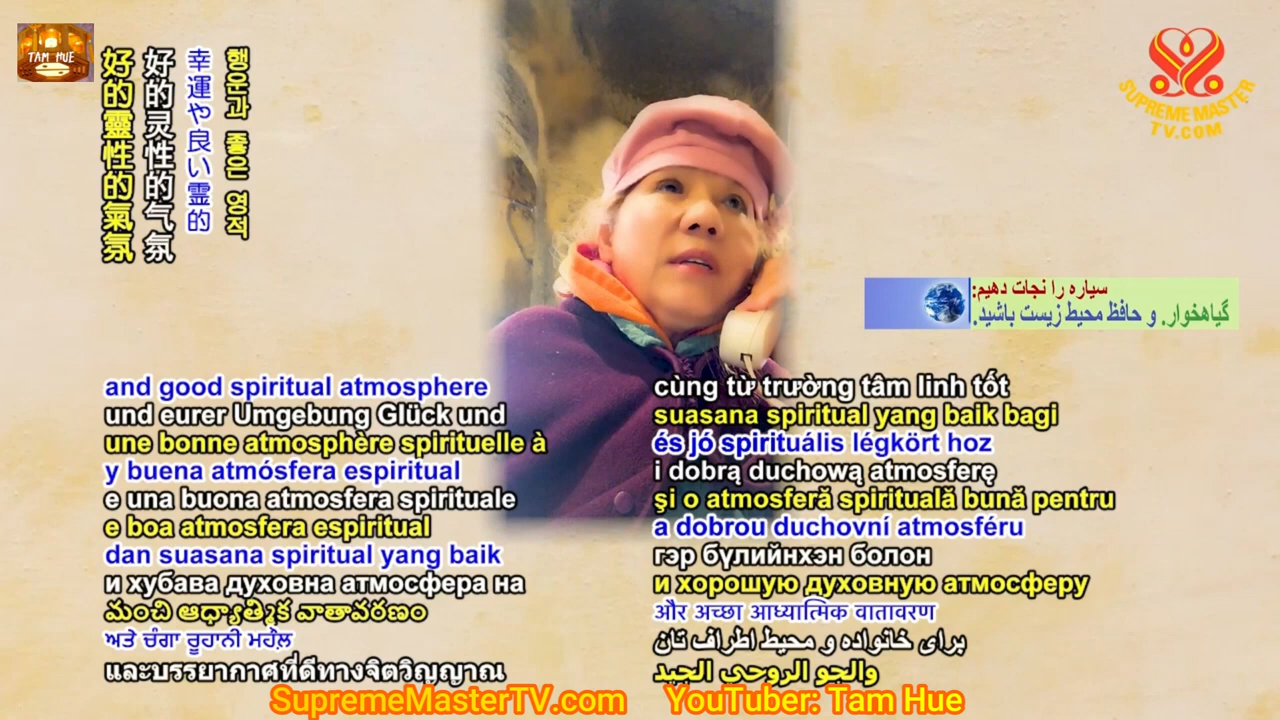 TAM HUE
好的靈性的氣氛
好的灵性的气氛
幸運や良い霊的
행운과 좋은 영적
SUPREME MASTER
TV.COM
سیاره را نجات دهیم:
گیاهخوار. و حافظ محیط زیست باشید.
and good spiritual atmosphere
und eurer Umgebung Glück und
une bonne atmosphère spirituelle à
y buena atmósfera espiritual
e una buona atmosfera spirituale
e boa atmosfera espiritual
dan suasana spiritual yang baik
и хубава духовна атмосфера на
మంచి ఆధ్యాత్మిక వాతావరణం
ਅਤੇ ਚੰਗਾ ਰੂਹਾਨੀ ਮਹੌਲ਼
และบรรยากาศที่ดีทางจิตวิญญาณ
cùng từ trường tâm linh tốt
suasana spiritual yang baik bagi
és jó spirituális légkört hoz
i dobrą duchową atmosferę
şi o atmosferă spirituală bună pentru
a dobrou duchovní atmosféru
гэр бүлийнхэн болон
и хорошую духовную атмосферу
और अच्छा आध्यात्मिक वातावरण
برای خانواده و محیط اطراف تان
والجو الروحي الجيد
SupremeMasterTV.com YouTuber: Tam Hue